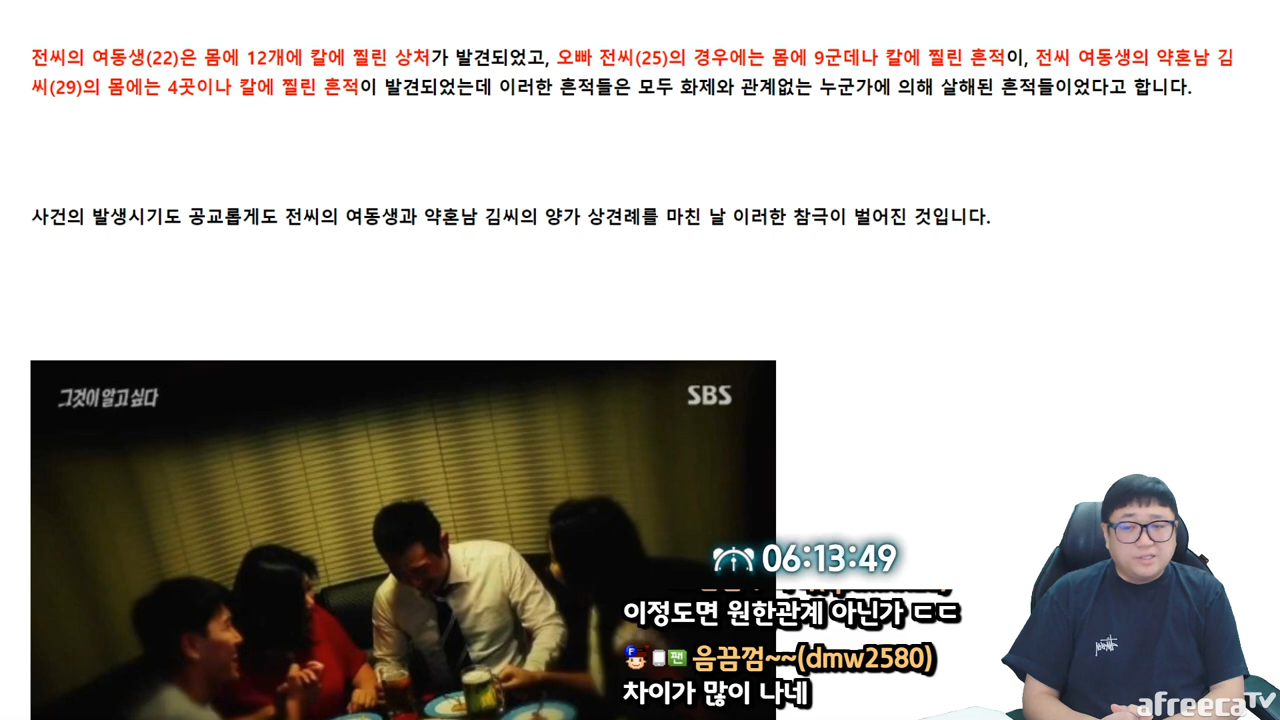 전씨의 여동생(22)은 몸에 12개에 칼에 찔린 상처가 발견되었고, 오빠 전씨(25)의 경우에는 몸에 9군데나 칼에 찔린 흔적이, 전씨 여동생의 약혼남 김
씨(29)의 몸에는 4곳이나 칼에 찔린 흔적이 발견되었는데 이러한 흔적들은 모두 화제와 관계없는 누군가에 의해 살해된 흔적들이었다고 합니다.
사건의 발생시기도 공교롭게도 전씨의 여동생과 약혼남 김씨의 양가 상견례를 마친 날 이러한 참극이 벌어진 것입니다.
그것이 알고싶다
SBS
06:13:49
이정도면 원한관계 아닌가 ㄷㄷ
F 팬 음끔껌~~(dmw2580)
차이가 많이 나네
afreecaTV